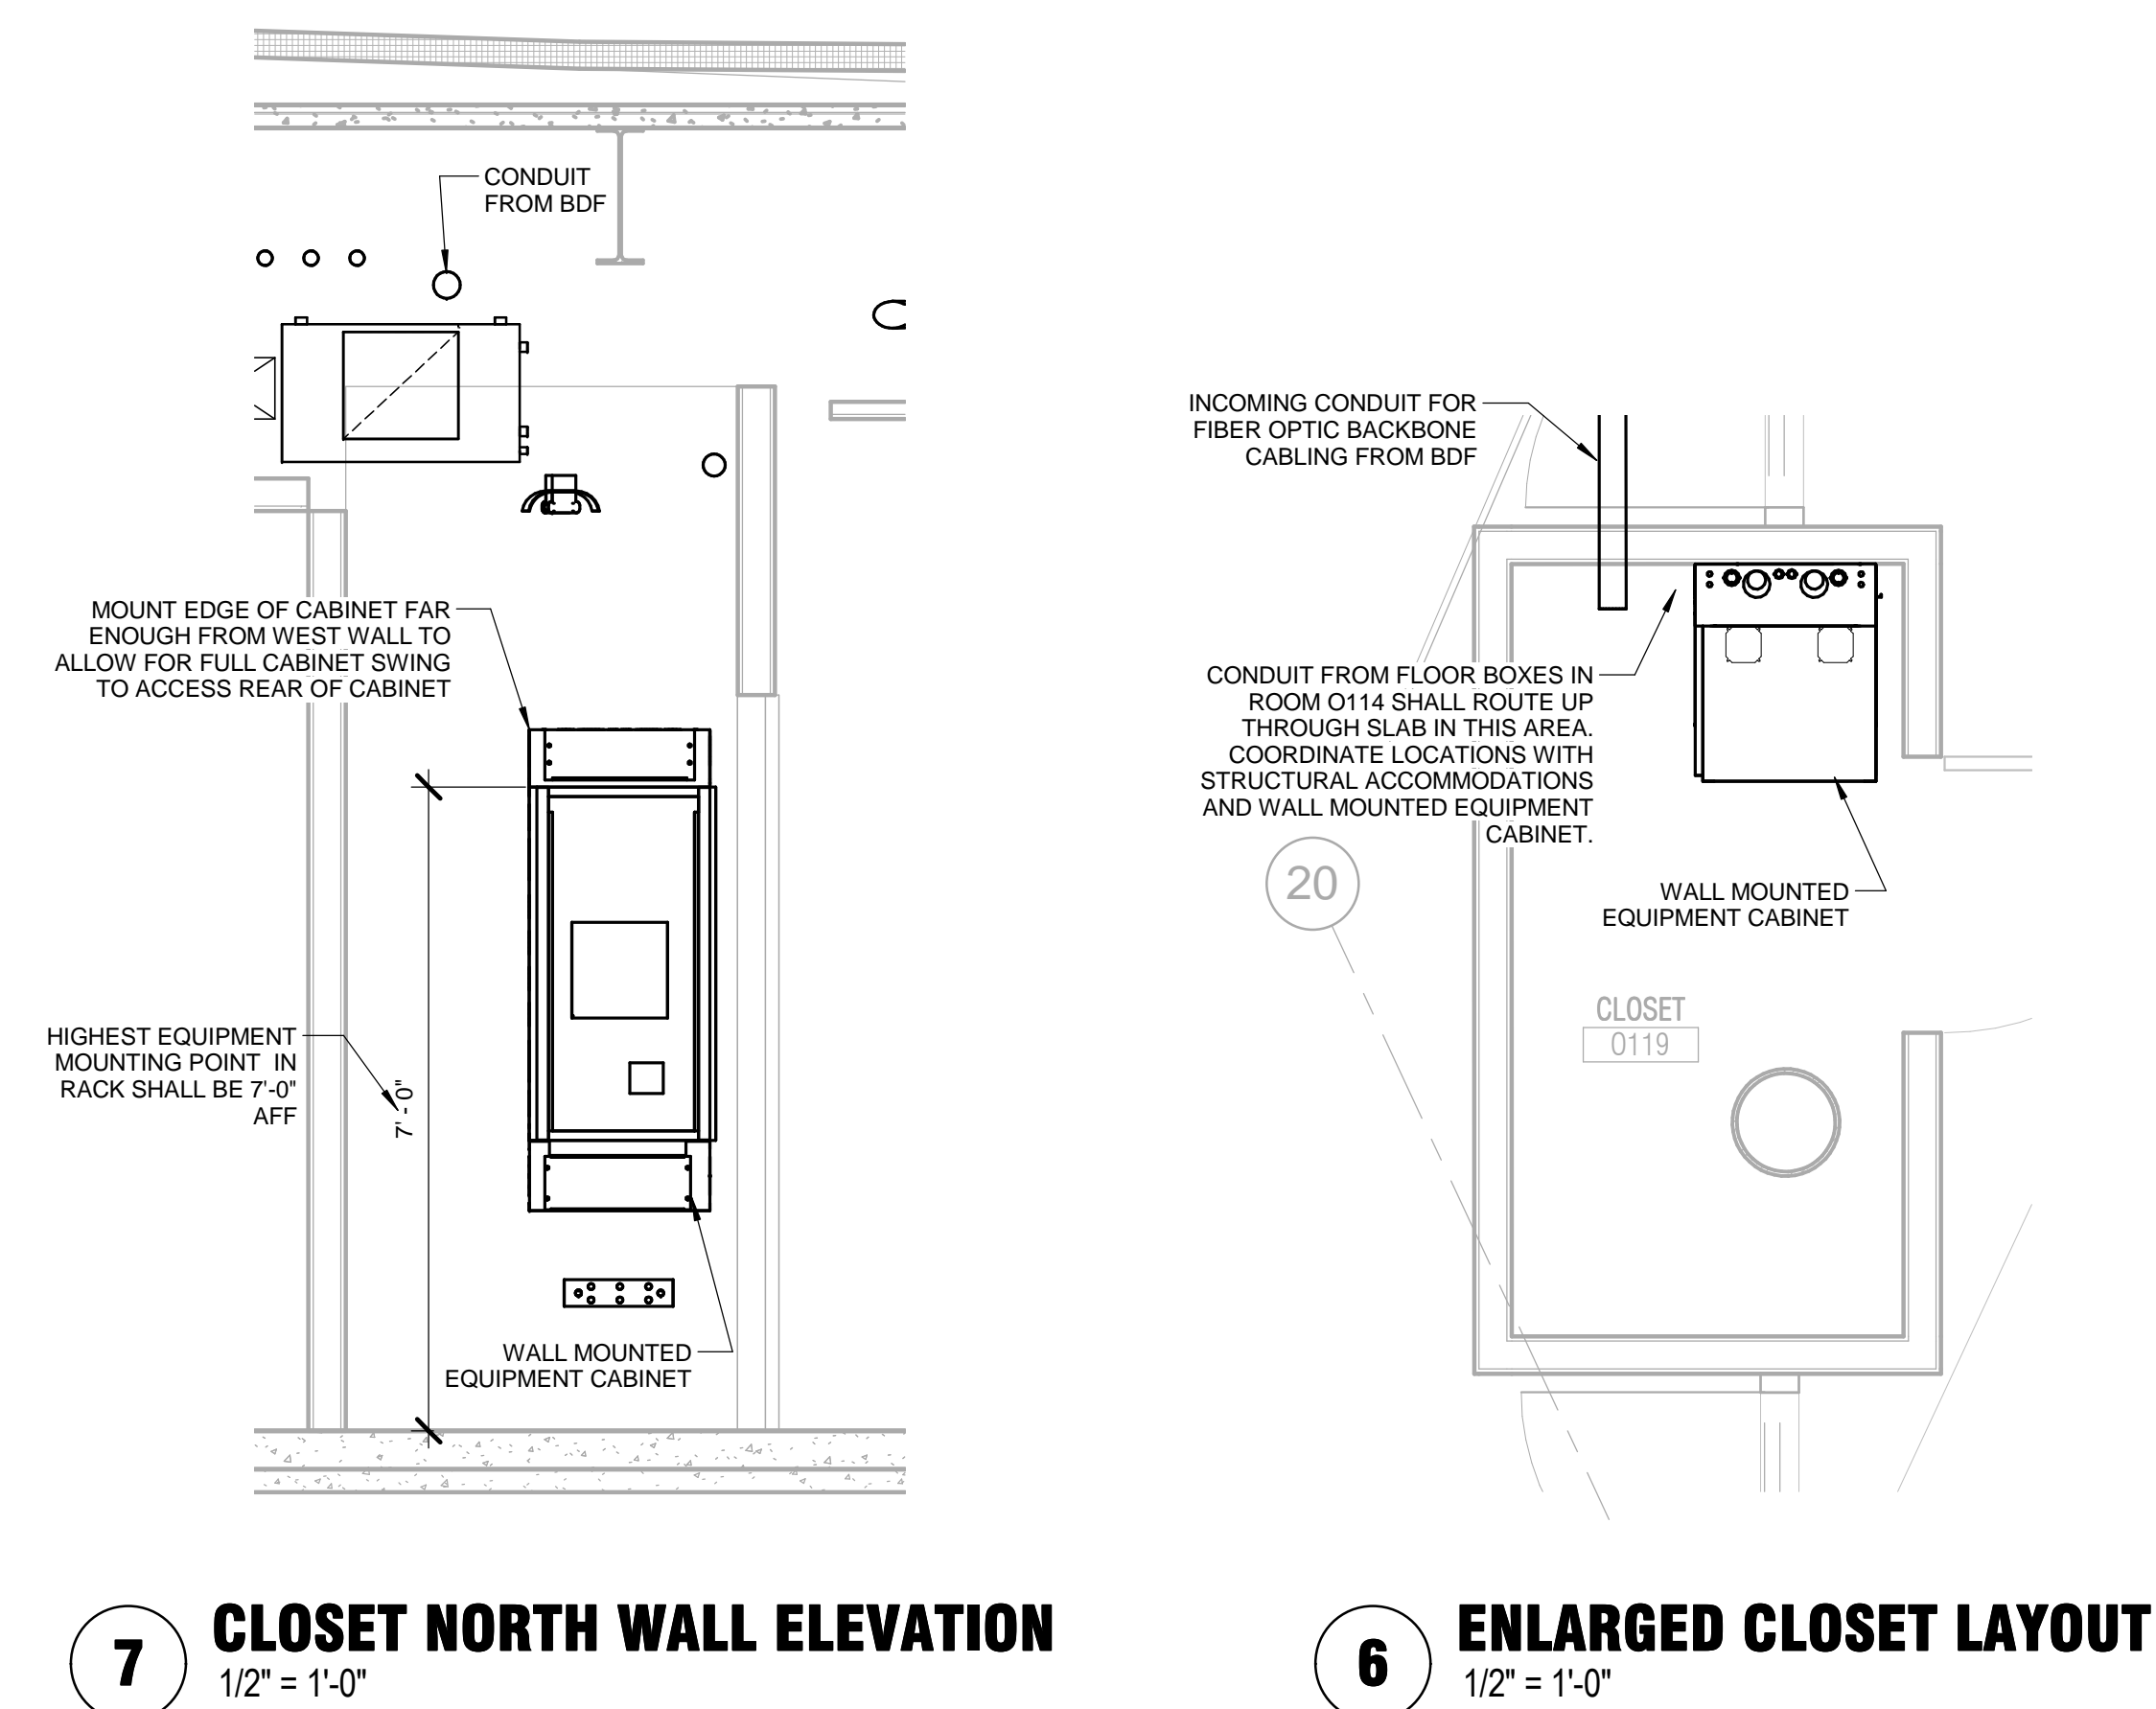 CONDUIT
FROM BDF
MOUNT EDGE OF CABINET FAR
ENOUGH FROM WEST WALL TO
ALLOW FOR FULL CABINET SWING
TO ACCESS REAR OF CABINET
HIGHEST EQUIPMENT
MOUNTING POINT IN
RACK SHALL BE 7'-0"
AFF
7' - 0"
WALL MOUNTED
EQUIPMENT CABINET
7
CLOSET NORTH WALL ELEVATION
1/2" = 1'-0"
INCOMING CONDUIT FOR
FIBER OPTIC BACKBONE
CABLING FROM BDF
CONDUIT FROM FLOOR BOXES IN
ROOM O114 SHALL ROUTE UP
THROUGH SLAB IN THIS AREA.
COORDINATE LOCATIONS WITH
STRUCTURAL ACCOMMODATIONS
AND WALL MOUNTED EQUIPMENT
CABINET.
20
WALL MOUNTED
EQUIPMENT CABINET
CLOSET
O119
6
ENLARGED CLOSET LAYOUT
1/2" = 1'-0"